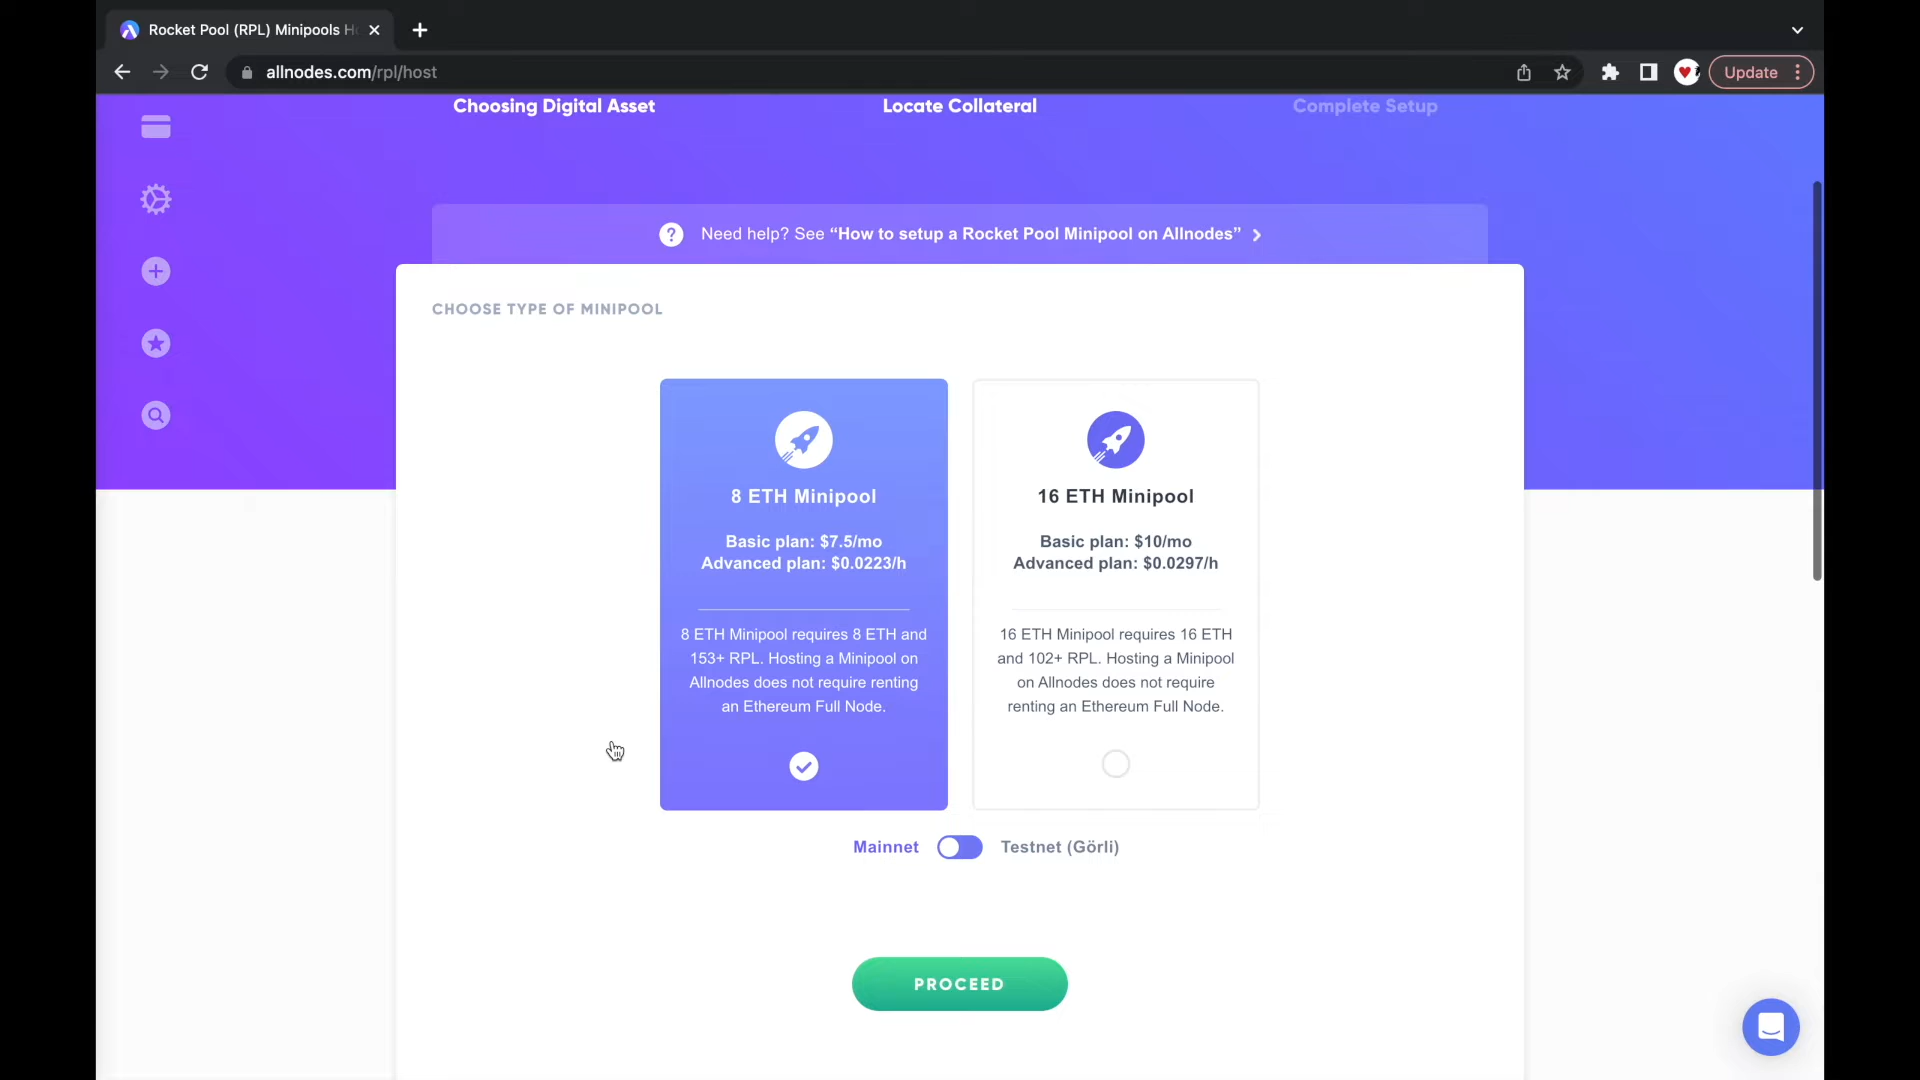 Rocket Pool (RPL) Minipools H
allnodes.com/rpl/host
Update
Choosing Digital Asset
Locate Collateral
Complete Setup
Need help? See “How to setup a Rocket Pool Minipool on Allnodes”
CHOOSE TYPE OF MINIPOOL
8 ETH Minipool
Basic plan: $7.5/mo
Advanced plan: $0.0223/h
8 ETH Minipool requires 8 ETH and
153+ RPL. Hosting a Minipool on
Allnodes does not require renting
an Ethereum Full Node.
16 ETH Minipool
Basic plan: $10/mo
Advanced plan: $0.0297/h
16 ETH Minipool requires 16 ETH
and 102+ RPL. Hosting a Minipool
on Allnodes does not require
renting an Ethereum Full Node.
Mainnet
Testnet (Görli)
PROCEED